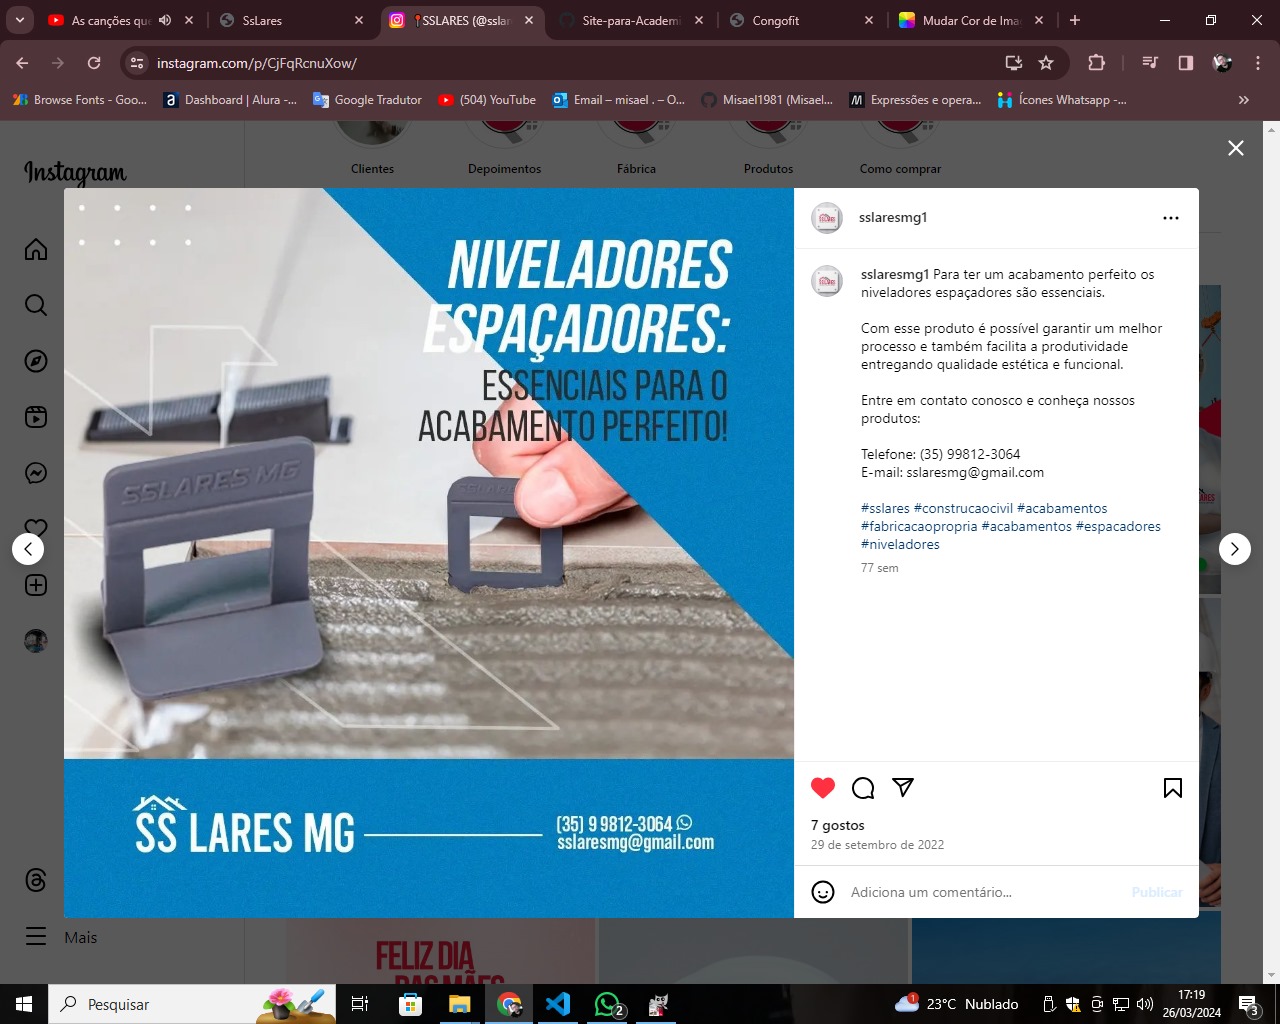 As canções que
SsLares
SSLARES (@sslar
Site-para-Academi
Congofit
Mudar Cor de Ima
instagram.com/p/CjFqRcnuXow/
Browse Fonts - Goo...
Dashboard | Alura -...
Google Tradutor
(504) YouTube
Email – misael . – O...
Misael1981 (Misael...
Expressões e opera...
Ícones Whatsapp -...
Instagram
Clientes
Depoimentos
Fábrica
Produtos
Como comprar
NIVELADORES
ESPAÇADORES:
ESSENCIAIS PARA O
ACABAMENTO PERFEITO!
SSLARES MG
SS LARES MG
(35) 9 9812-3064
sslaresmg@gmail.com
sslaresmg1
sslaresmg1 Para ter um acabamento perfeito os
niveladores espaçadores são essenciais.
Com esse produto é possível garantir um melhor
processo e também facilita a produtividade
entregando qualidade estética e funcional.
Entre em contato conosco e conheça nossos
produtos:
Telefone: (35) 99812-3064
E-mail: sslaresmg@gmail.com
#sslares #construcaocivil #acabamentos
#fabricacaopropria #acabamentos #espacadores
#niveladores
77 sem
7 gostos
29 de setembro de 2022
Adiciona um comentário...
Publicar
Mais
FELIZ DIA
DAS MÃES
Pesquisar
2
1
23°C Nublado
17:19
26/03/2024
3